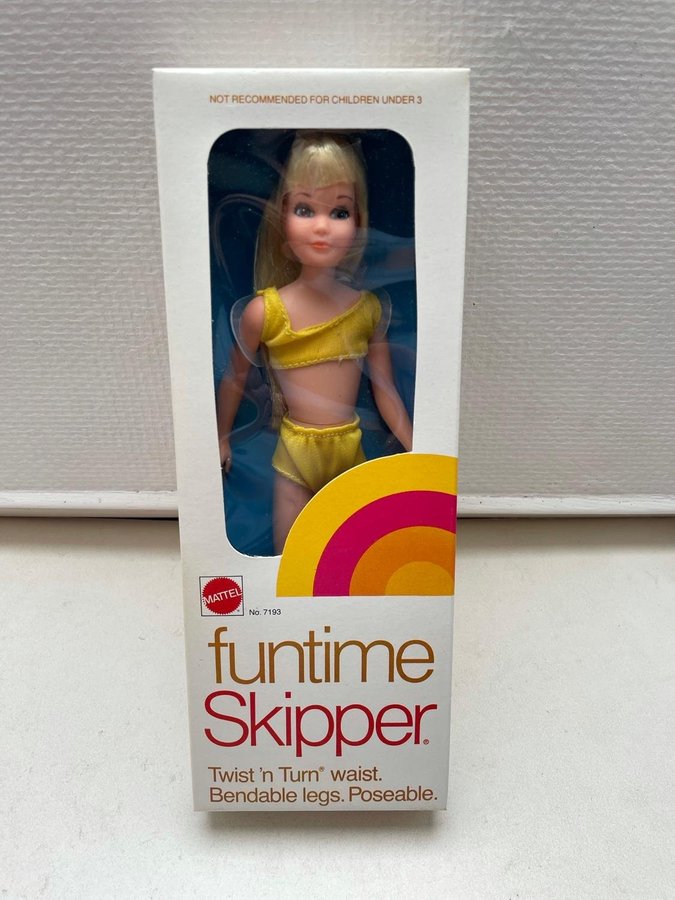 NOT RECOMMENDED FOR CHILDREN UNDER 3
MATTEL
No. 7193
funtime
Skipper®
Twist 'n Turn® waist.
Bendable legs. Poseable.